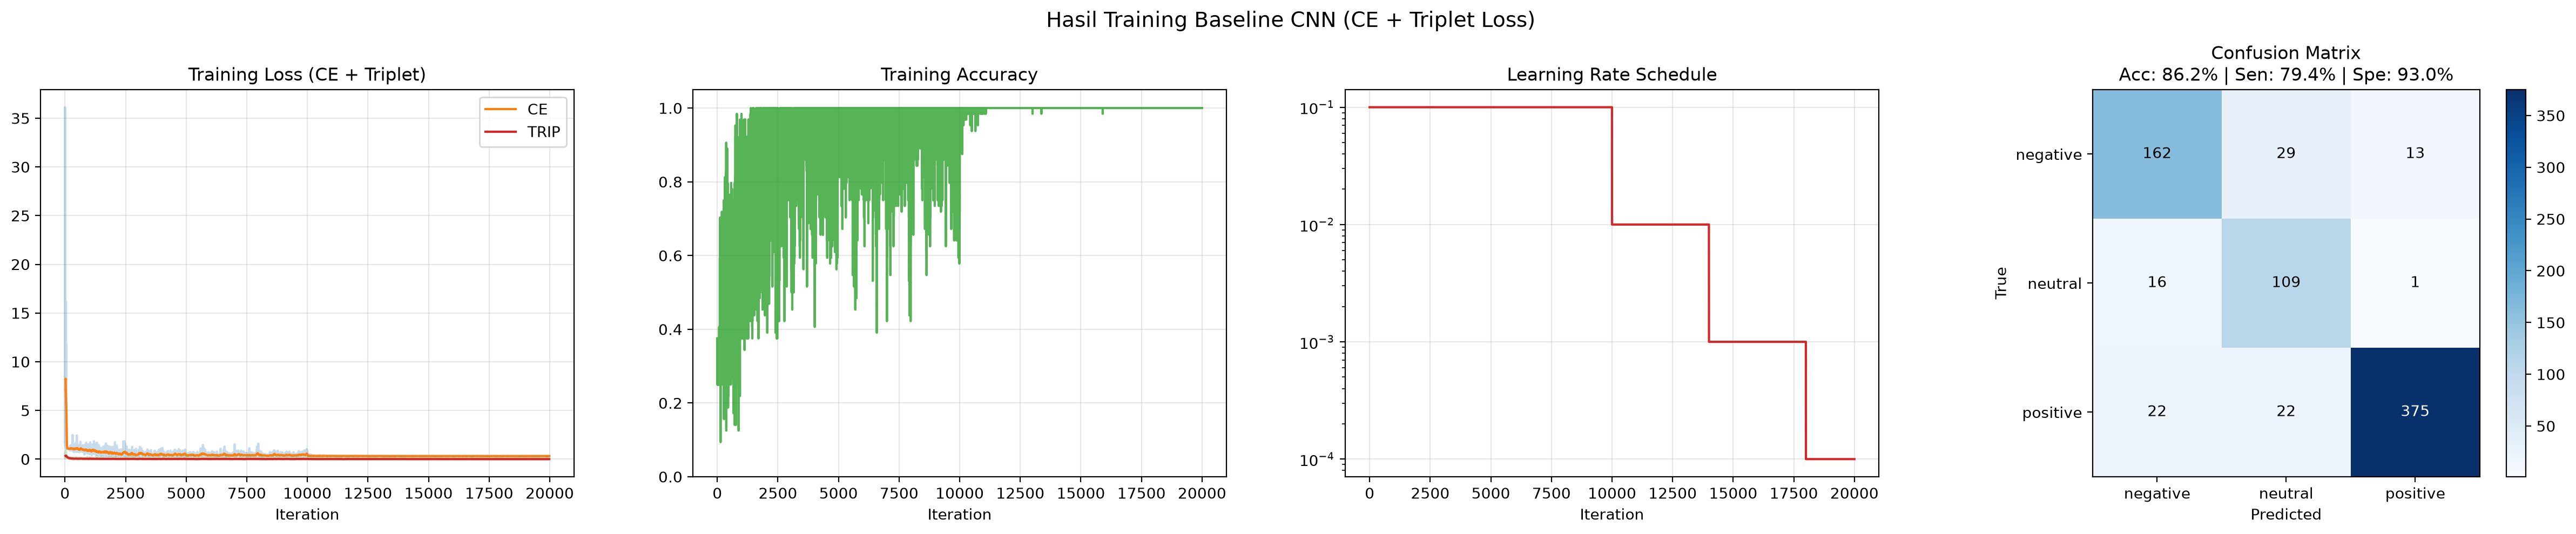 Hasil Training Baseline CNN (CE + Triplet Loss)
Training Loss (CE + Triplet)
35
30
25
20
15
10
5
0
CE
TRIP
0 2500 5000 7500 10000 12500 15000 17500 20000
Iteration
Training Accuracy
1.0
0.8
0.6
0.4
0.2
0.0
0 2500 5000 7500 10000 12500 15000 17500 20000
Iteration
Learning Rate Schedule
10⁻¹
10⁻²
10⁻³
10⁻⁴
0 2500 5000 7500 10000 12500 15000 17500 20000
Iteration
Confusion Matrix
Acc: 86.2% | Sen: 79.4% | Spe: 93.0%
True
negative 162 29 13
neutral 16 109 1
positive 22 22 375
negative neutral positive
Predicted
350
300
250
200
150
100
50